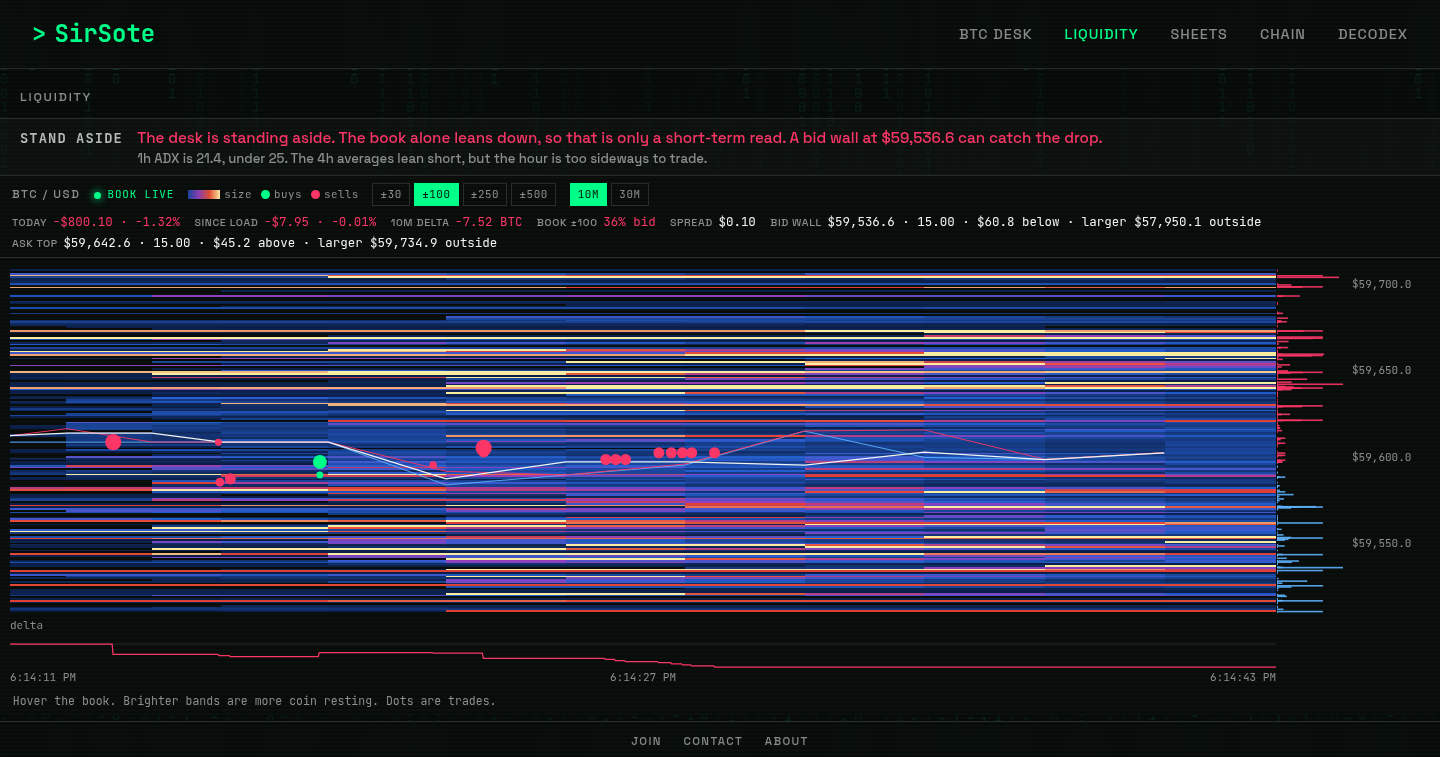 > SirSote
BTC DESK LIQUIDITY SHEETS CHAIN DECODEX
LIQUIDITY
STAND ASIDE The desk is standing aside. The book alone leans down, so that is only a short-term read. A bid wall at $59,536.6 can catch the drop.
1h ADX is 21.4, under 25. The 4h averages lean short, but the hour is too sideways to trade.
BTC / USD BOOK LIVE size buys sells ±30 ±100 ±250 ±500 10M 30M
TODAY -$800.10 · -1.32% SINCE LOAD -$7.95 · -0.01% 10M DELTA -7.52 BTC BOOK ±100 36% bid SPREAD $0.10 BID WALL $59,536.6 · 15.00 · $60.8 below · larger $57,950.1 outside
ASK TOP $59,642.6 · 15.00 · $45.2 above · larger $59,734.9 outside
$59,700.0
$59,650.0
$59,600.0
$59,550.0
delta
6:14:11 PM 6:14:27 PM 6:14:43 PM
Hover the book. Brighter bands are more coin resting. Dots are trades.
JOIN CONTACT ABOUT